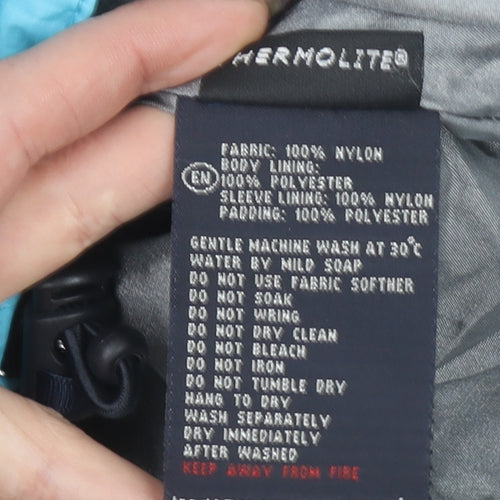 THERMOLITE®
FABRIC: 100% NYLON
BODY LINING:
EN 100% POLYESTER
SLEEVE LINING: 100% NYLON
PADDING: 100% POLYESTER
GENTLE MACHINE WASH AT 30°C
WATER BY MILD SOAP
DO NOT USE FABRIC SOFTNER
DO NOT SOAK
DO NOT WRING
DO NOT DRY CLEAN
DO NOT BLEACH
DO NOT IRON
DO NOT TUMBLE DRY
HANG TO DRY
WASH SEPARATELY
DRY IMMEDIATELY
AFTER WASHED
KEEP AWAY FROM FIRE